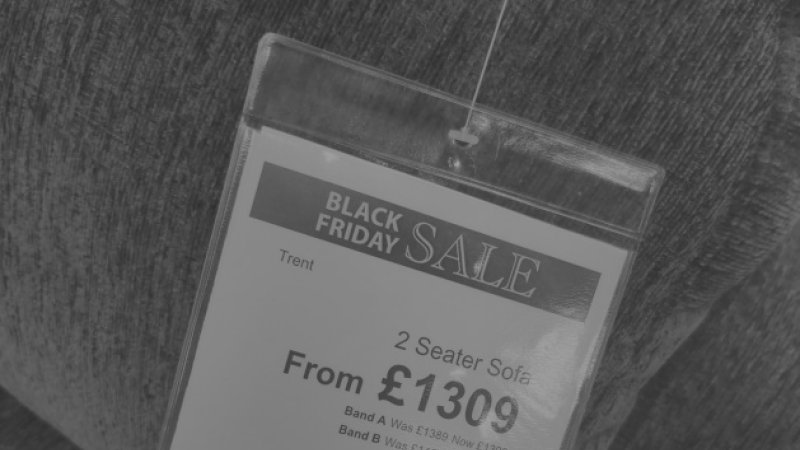 BLACK
FRIDAY SALE
Trent
2 Seater Sofa
From £1309
Band A Was £1389 Now
Band B Was